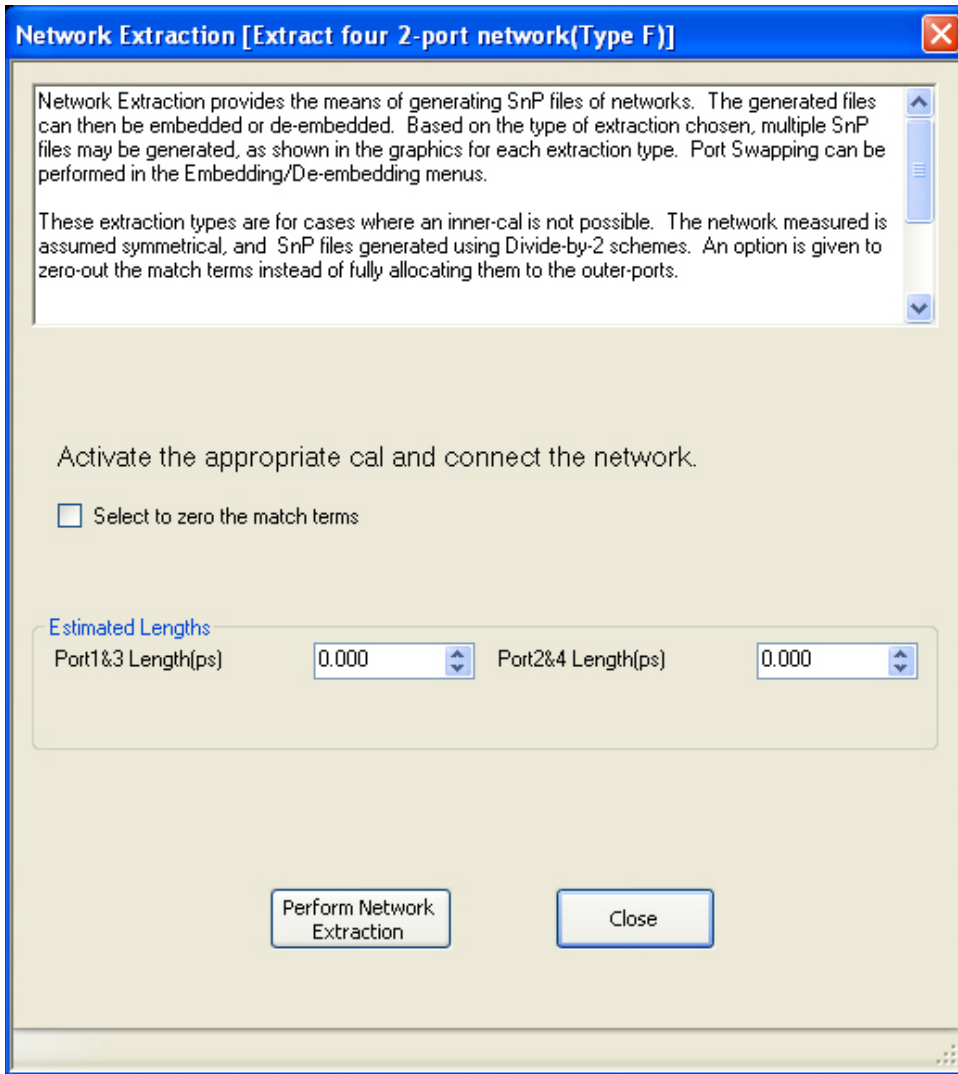 Network Extraction [Extract four 2-port network(Type F)]
Network Extraction provides the means of generating SnP files of networks.  The generated files
can then be embedded or de-embedded.  Based on the type of extraction chosen, multiple SnP
files may be generated, as shown in the graphics for each extraction type.  Port Swapping can be
performed in the Embedding/De-embedding menus.
These extraction types are for cases where an inner-cal is not possible.  The network measured is
assumed symmetrical, and  SnP files generated using Divide-by-2 schemes.  An option is given to
zero-out the match terms instead of fully allocating them to the outer-ports.
Activate the appropriate cal and connect the network.
Select to zero the match terms
Estimated Lengths
Port1&3 Length(ps) 0.000 Port2&4 Length(ps) 0.000
Perform Network
Extraction
Close